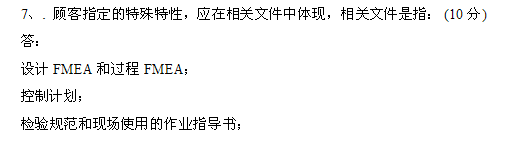 7、. 顾客指定的特殊特性，应在相关文件中体现，相关文件是指： (10 分)
答：
设计 FMEA 和过程 FMEA；
控制计划；
检验规范和现场使用的作业指导书；